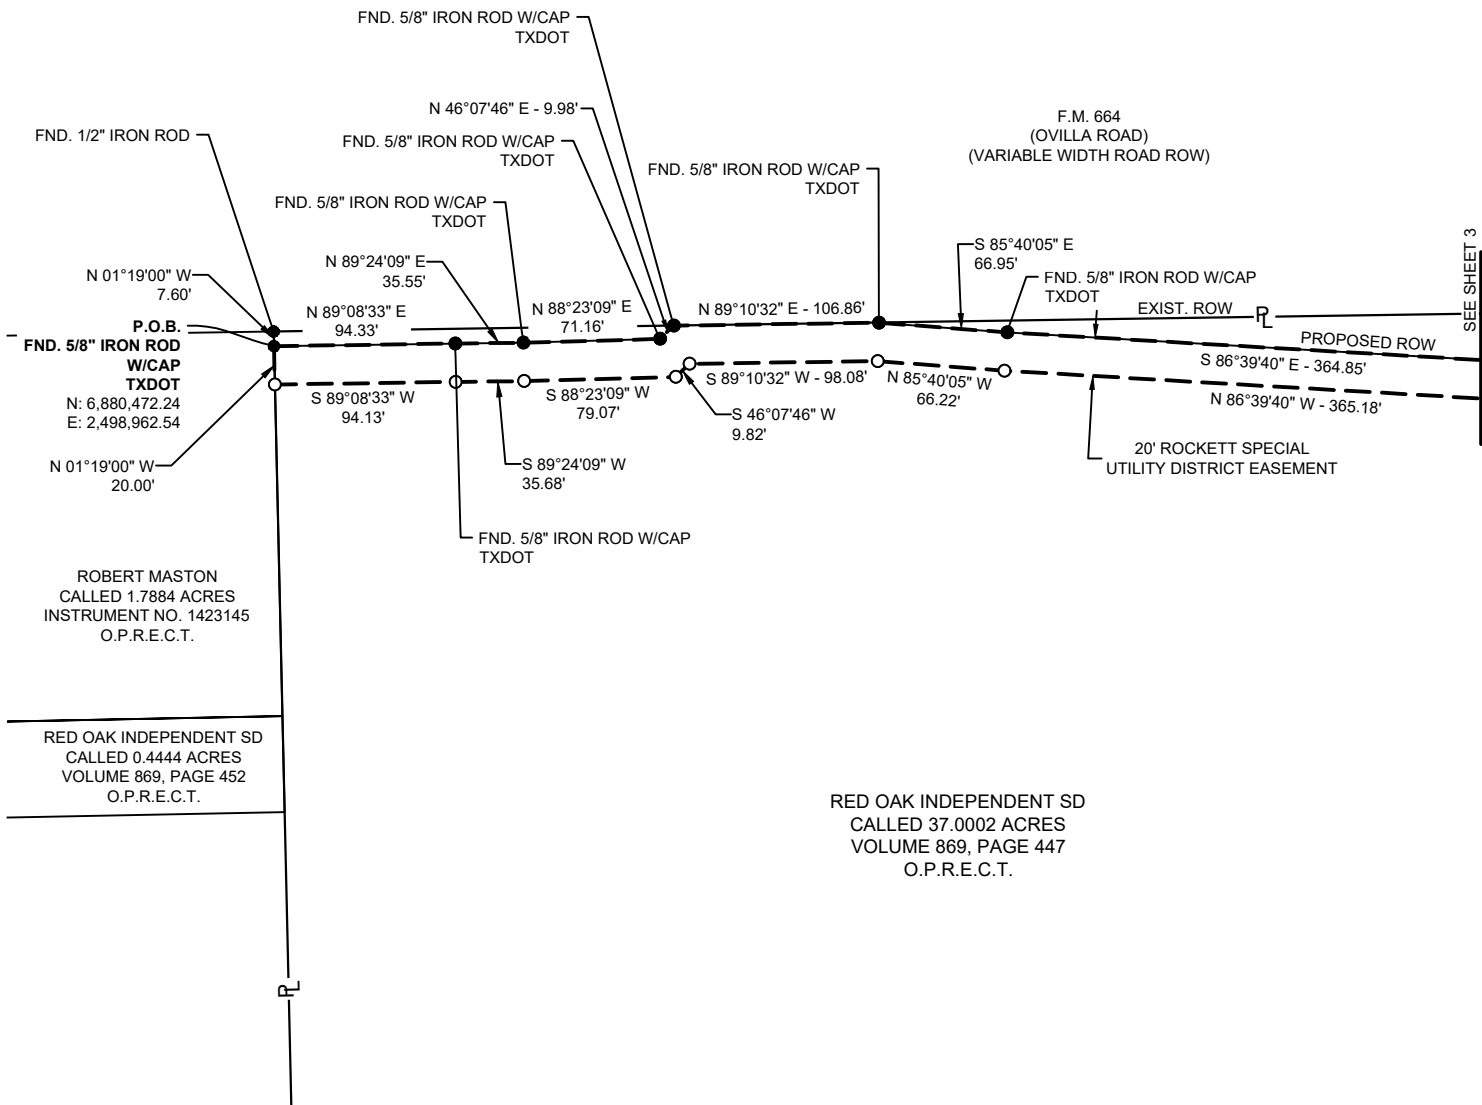 FND. 5/8" IRON ROD W/CAP
TXDOT
N 46°07'46" E - 9.98'
FND. 1/2" IRON ROD
FND. 5/8" IRON ROD W/CAP
TXDOT
F.M. 664
(OVILLA ROAD)
(VARIABLE WIDTH ROAD ROW)
FND. 5/8" IRON ROD W/CAP
TXDOT
FND. 5/8" IRON ROD W/CAP
TXDOT
N 01°19'00" W
7.60'
N 89°24'09" E
35.55'
S 85°40'05" E
66.95'
FND. 5/8" IRON ROD W/CAP
TXDOT
SEE SHEET 3
N 89°08'33" E
94.33'
N 88°23'09" E
71.16'
N 89°10'32" E - 106.86'
EXIST. ROW
PL
PROPOSED ROW
P.O.B.
FND. 5/8" IRON ROD
W/CAP
TXDOT
N: 6,880,472.24
E: 2,498,962.54
S 86°39'40" E - 364.85'
S 89°08'33" W
94.13'
S 88°23'09" W
79.07'
S 89°10'32" W - 98.08'
N 85°40'05" W
66.22'
N 86°39'40" W - 365.18'
S 46°07'46" W
9.82'
N 01°19'00" W
20.00'
S 89°24'09" W
35.68'
20' ROCKETT SPECIAL
UTILITY DISTRICT EASEMENT
FND. 5/8" IRON ROD W/CAP
TXDOT
ROBERT MASTON
CALLED 1.7884 ACRES
INSTRUMENT NO. 1423145
O.P.R.E.C.T.
RED OAK INDEPENDENT SD
CALLED 0.4444 ACRES
VOLUME 869, PAGE 452
O.P.R.E.C.T.
RED OAK INDEPENDENT SD
CALLED 37.0002 ACRES
VOLUME 869, PAGE 447
O.P.R.E.C.T.
PL